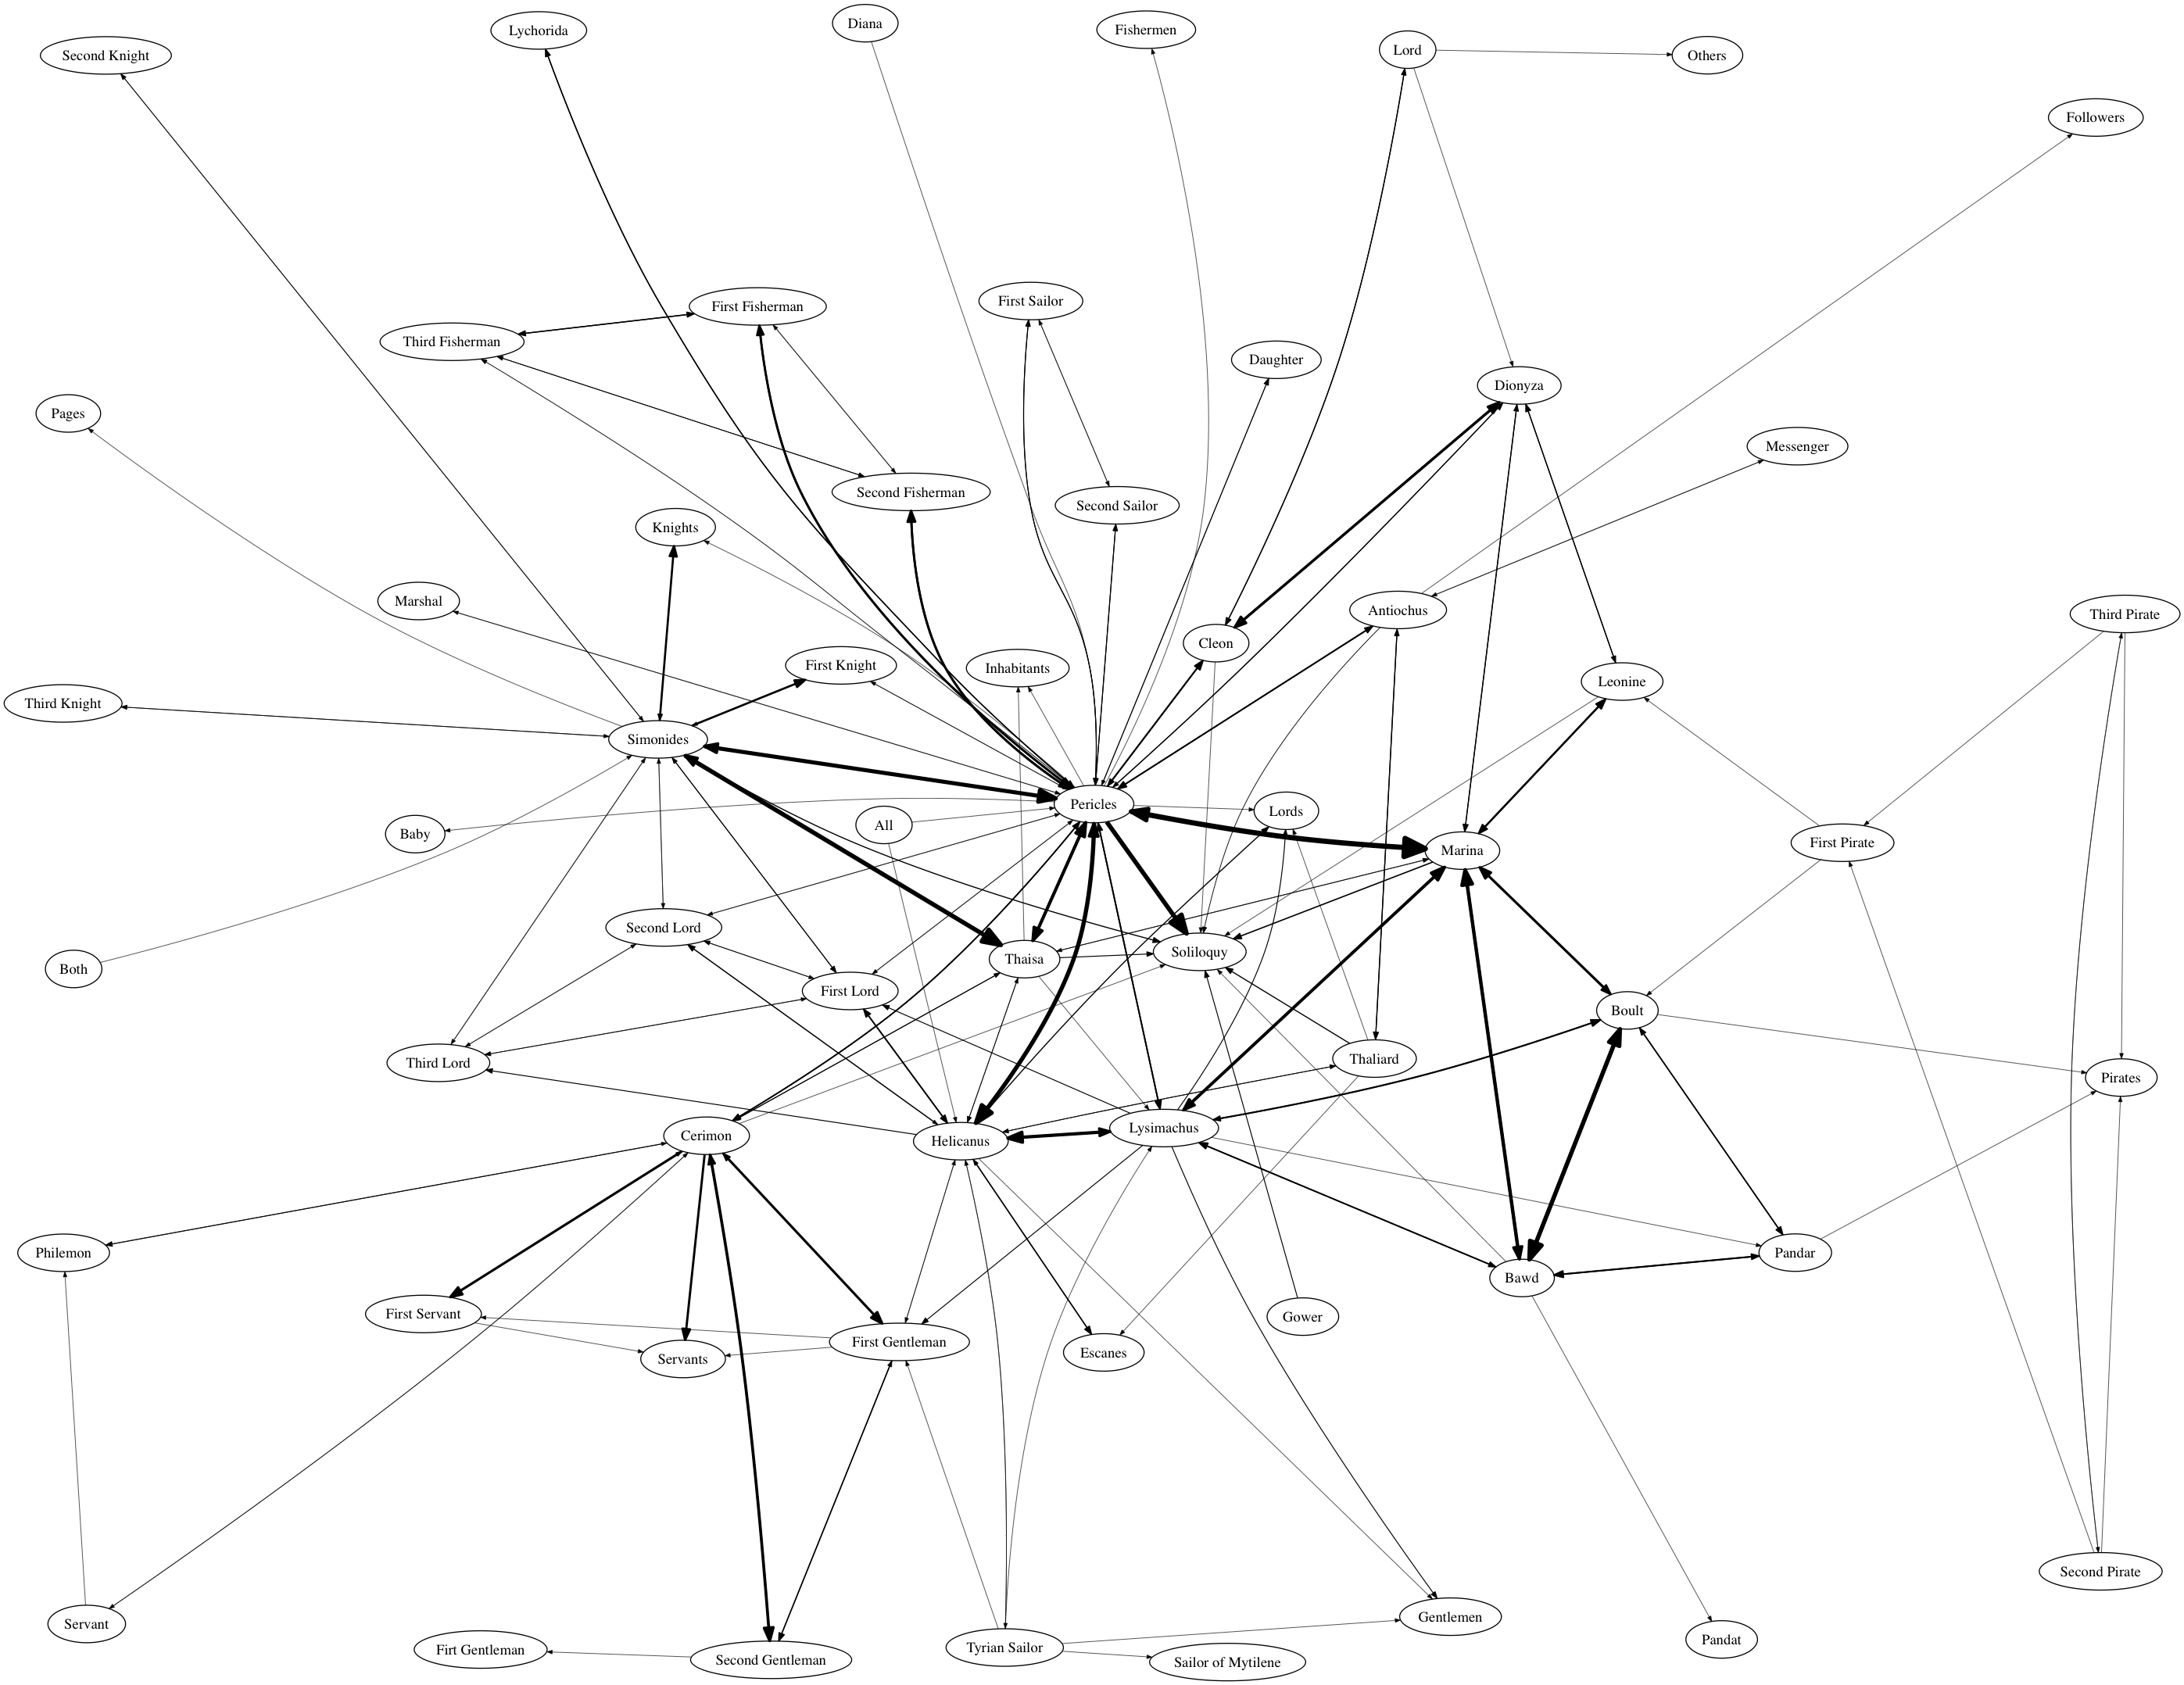 Diana
Fishermen
Lychorida
Lord
Others
Second Knight
Followers
First Sailor
First Fisherman
Third Fisherman
Daughter
Dionyza
Pages
Messenger
Second Fisherman
Second Sailor
Knights
Marshal
Antiochus
Third Pirate
Cleon
First Knight
Inhabitants
Leonine
Third Knight
Simonides
Pericles
Lords
All
Baby
First Pirate
Marina
Second Lord
Soliloquy
Thaisa
Both
First Lord
Boult
Thaliard
Third Lord
Pirates
Lysimachus
Cerimon
Helicanus
Philemon
Pandar
Bawd
First Servant
Gower
First Gentleman
Escanes
Servants
Second Pirate
Gentlemen
Servant
Pandat
Tyrian Sailor
Firt Gentleman
Second Gentleman
Sailor of Mytilene